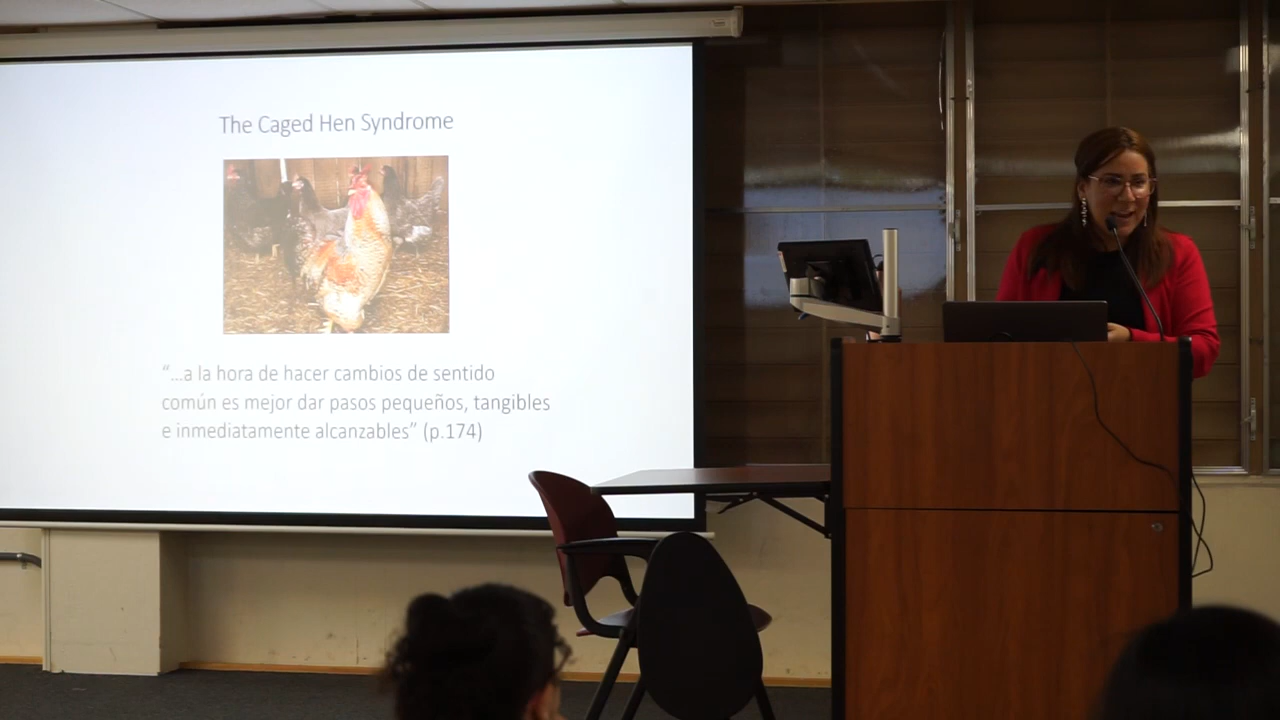 The Caged Hen Syndrome
“...a la hora de hacer cambios de sentido
común es mejor dar pasos pequeños, tangibles
e inmediatamente alcanzables” (p.174)